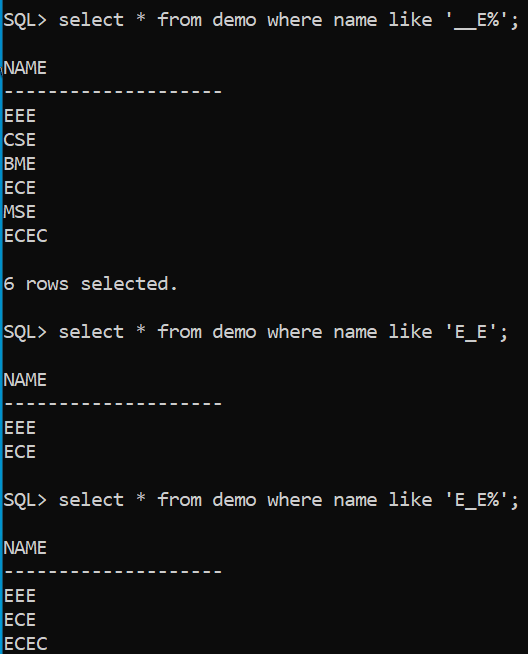 SQL> select * from demo where name like '__E%';
NAME
--------------------
EEE
CSE
BME
ECE
MSE
ECEC
6 rows selected.
SQL> select * from demo where name like 'E_E';
NAME
--------------------
EEE
ECE
SQL> select * from demo where name like 'E_E%';
NAME
--------------------
EEE
ECE
ECEC